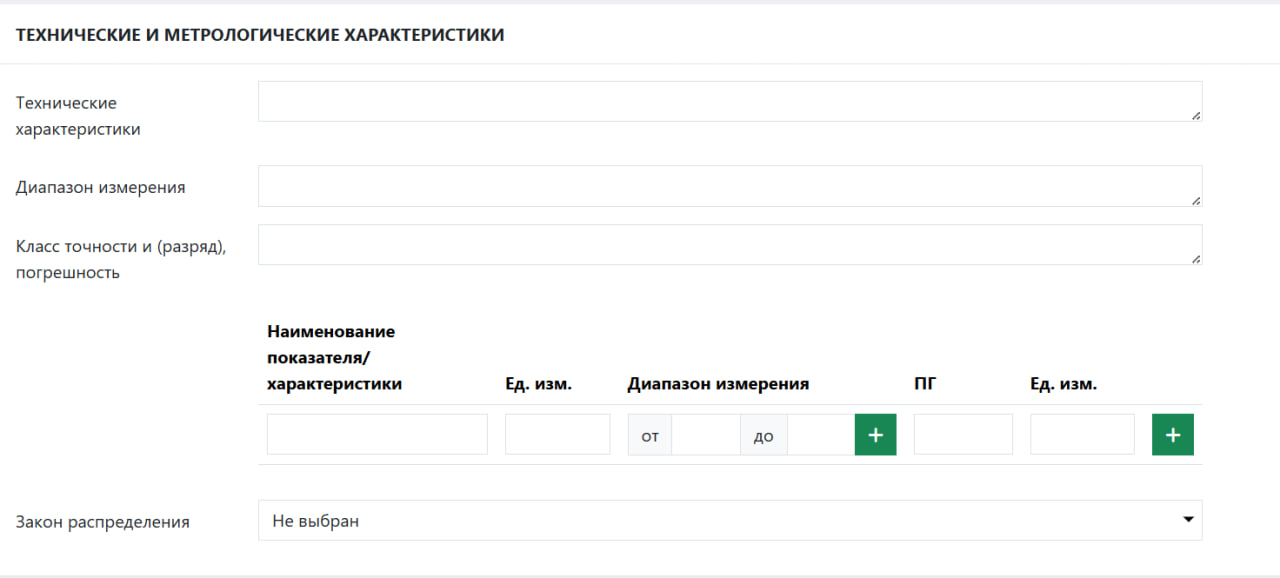 ТЕХНИЧЕСКИЕ И МЕТРОЛОГИЧЕСКИЕ ХАРАКТЕРИСТИКИ
Технические
характеристики
Диапазон измерения
Класс точности и (разряд),
погрешность
Наименование
показателя/
характеристики Ед. изм. Диапазон измерения ПГ Ед. изм.
от до + +
Закон распределения Не выбран